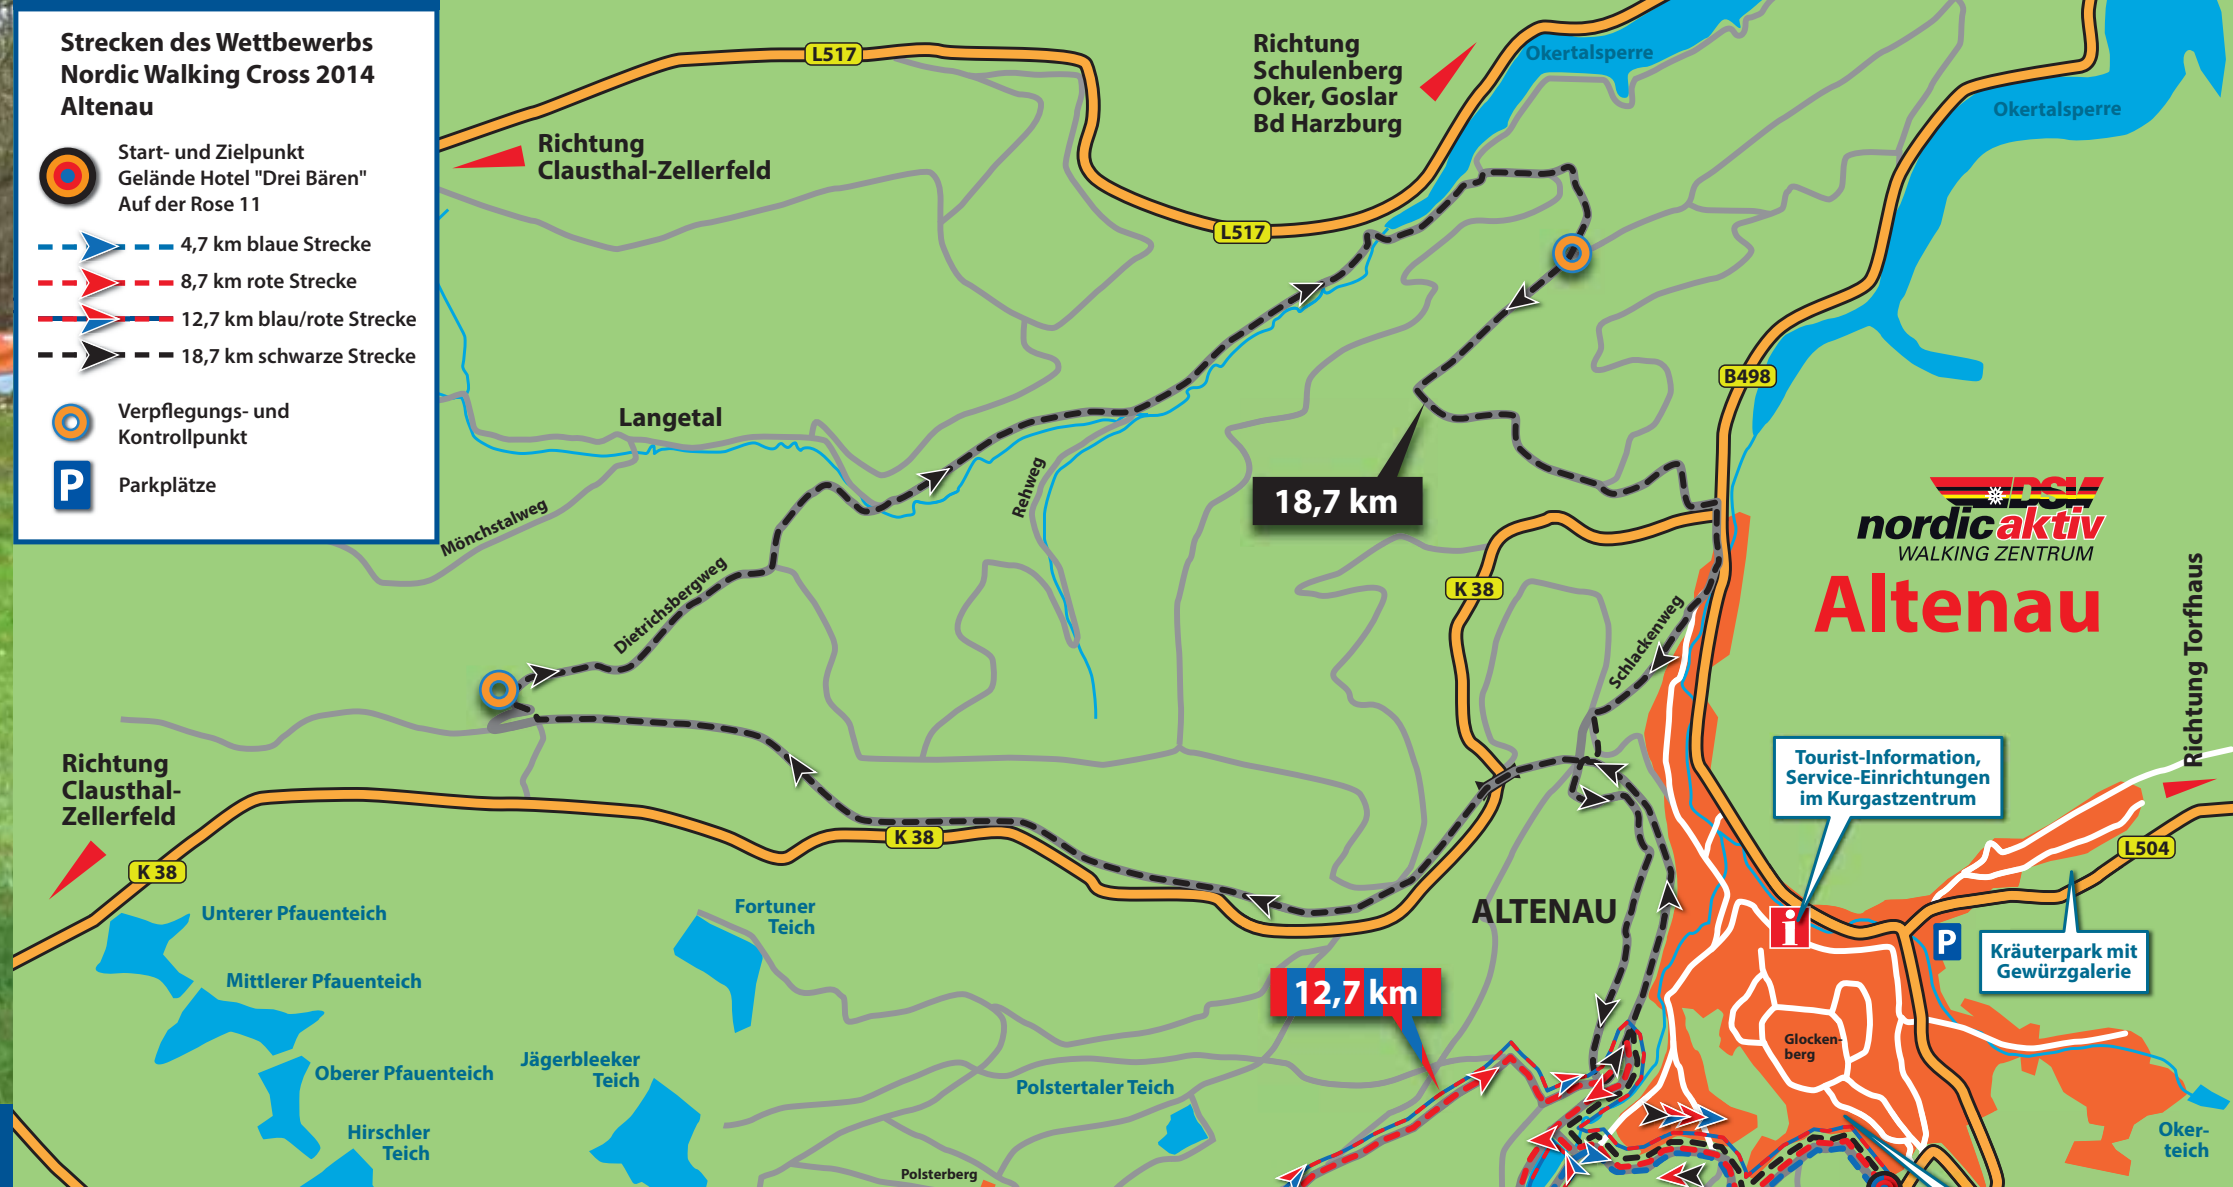 Strecken des Wettbewerbs
Nordic Walking Cross 2014
Altenau
Start- und Zielpunkt
Gelände Hotel "Drei Bären"
Auf der Rose 11
4,7 km blaue Strecke
8,7 km rote Strecke
12,7 km blau/rote Strecke
18,7 km schwarze Strecke
Verpflegungs- und
Kontrollpunkt
P
Parkplätze
L517
Richtung
Clausthal-Zellerfeld
Richtung
Schulenberg
Oker, Goslar
Bd Harzburg
Okertalsperre
Okertalsperre
L517
B498
Langetal
Mönchstalweg
Rehweg
Dietrichsbergweg
18,7 km
K 38
Schlackenweg
DSV
nordic aktiv
WALKING ZENTRUM
Altenau
Richtung Torfhaus
Richtung
Clausthal-
Zellerfeld
K 38
K 38
Tourist-Information,
Service-Einrichtungen
im Kurgastzentrum
L504
ALTENAU
i
P
Kräuterpark mit
Gewürzgalerie
Unterer Pfauenteich
Mittlerer Pfauenteich
Oberer Pfauenteich
Hirschler
Teich
Fortuner
Teich
Jägerbleeker
Teich
Polstertaler Teich
Polsterberg
12,7 km
Glocken-
berg
Oker-
teich